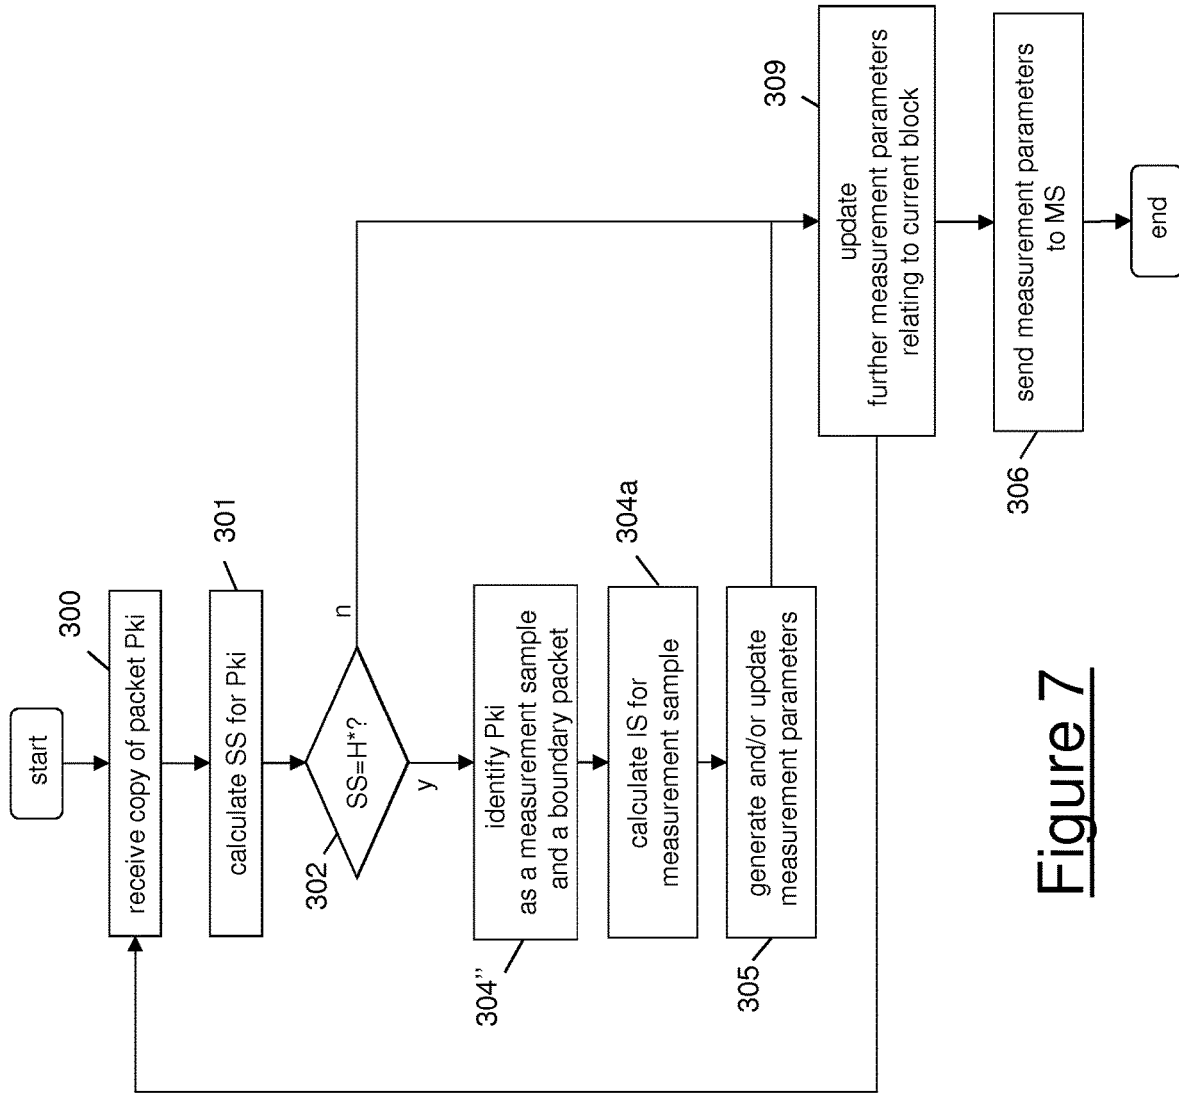 start
300
receive copy of packet Pki
301
calculate SS for Pki
302
SS=H*?
n
y
304”
identify Pki
as a measurement sample
and a boundary packet
304a
calculate IS for
measurement sample
305
generate and/or update
measurement parameters
309
update
further measurement parameters
relating to current block
306
send measurement parameters
to MS
end
Figure 7